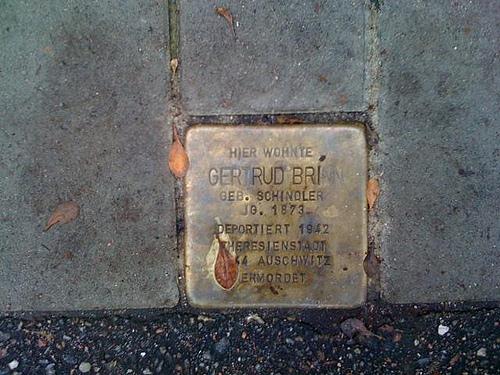 HIER WOHNTE
GERTRUD BRINN
GEB. SCHINDLER
JG. 1873
DEPORTIERT 1942
THERESIENSTADT
AUSCHWITZ
ERMORDET